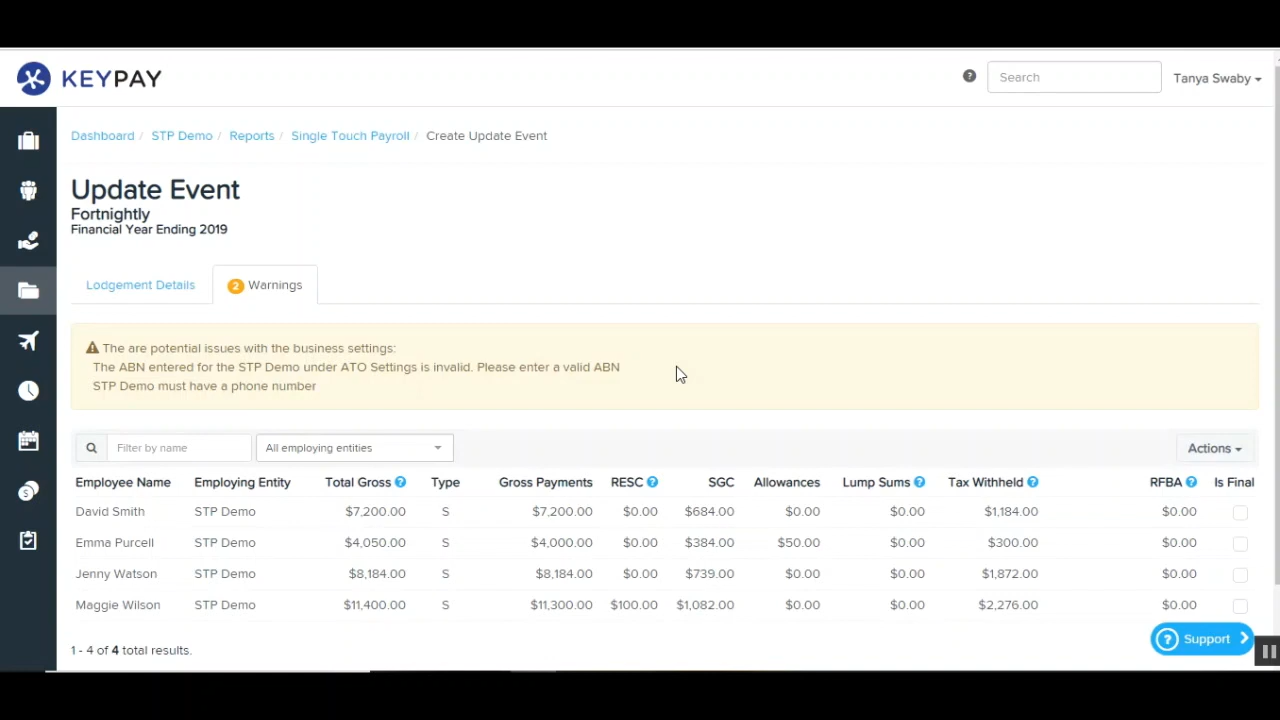 KEYPAY
Search
Tanya Swaby
Dashboard / STP Demo / Reports / Single Touch Payroll / Create Update Event
Update Event
Fortnightly
Financial Year Ending 2019
Lodgement Details
2 Warnings
The are potential issues with the business settings:
The ABN entered for the STP Demo under ATO Settings is invalid. Please enter a valid ABN
STP Demo must have a phone number
Filter by name All employing entities Actions
Employee Name Employing Entity Total Gross ? Type Gross Payments RESC ? SGC Allowances Lump Sums ? Tax Withheld ? RFBA ? Is Final
David Smith STP Demo $7,200.00 S $7,200.00 $0.00 $684.00 $0.00 $0.00 $1,184.00 $0.00
Emma Purcell STP Demo $4,050.00 S $4,000.00 $0.00 $384.00 $50.00 $0.00 $300.00 $0.00
Jenny Watson STP Demo $8,184.00 S $8,184.00 $0.00 $739.00 $0.00 $0.00 $1,872.00 $0.00
Maggie Wilson STP Demo $11,400.00 S $11,300.00 $100.00 $1,082.00 $0.00 $0.00 $2,276.00 $0.00
1 - 4 of 4 total results.
? Support